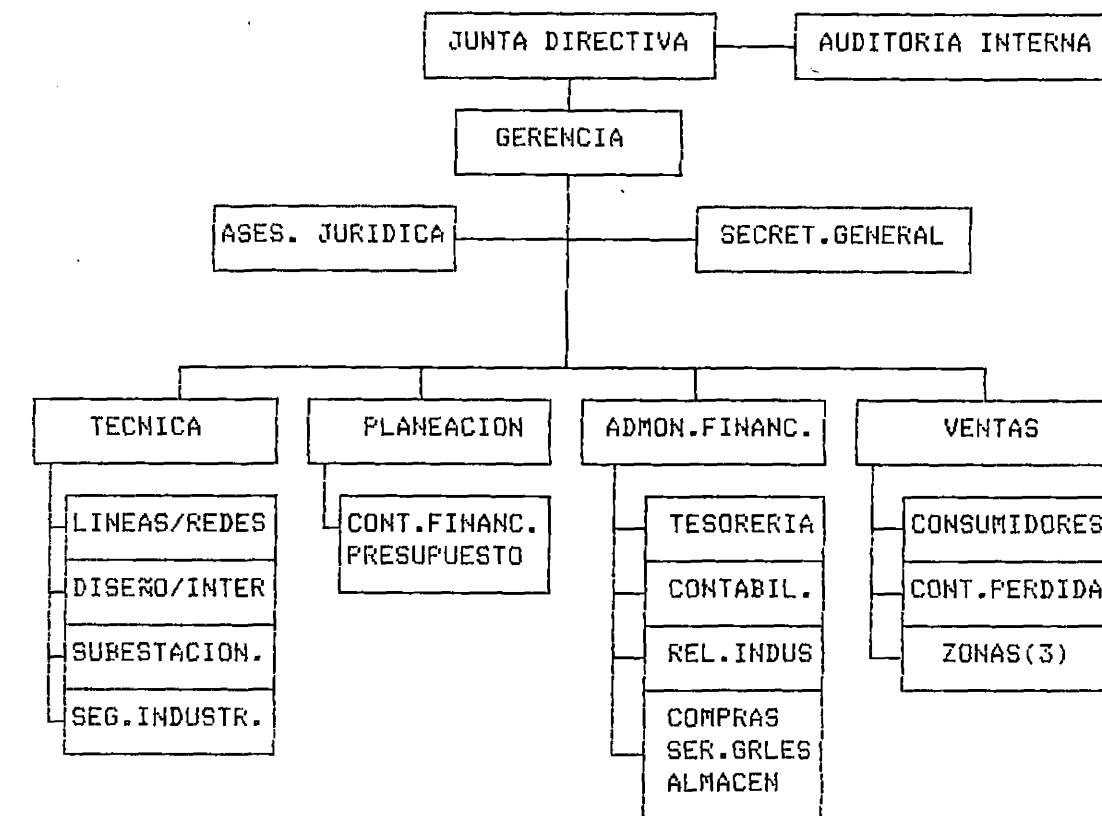 JUNTA DIRECTIVA
AUDITORIA INTERNA
GERENCIA
ASES. JURIDICA
SECRET.GENERAL
TECNICA
PLANEACION
ADMON.FINANC.
VENTAS
LINEAS/REDES
DISEÑO/INTER
SUBESTACION.
SEG.INDUSTR.
CONT.FINANC.
PRESUPUESTO
TESORERIA
CONTABIL.
REL.INDUS
COMPRAS
SER.GRLES
ALMACEN
CONSUMIDORES
CONT.PERDIDA
ZONAS(3)